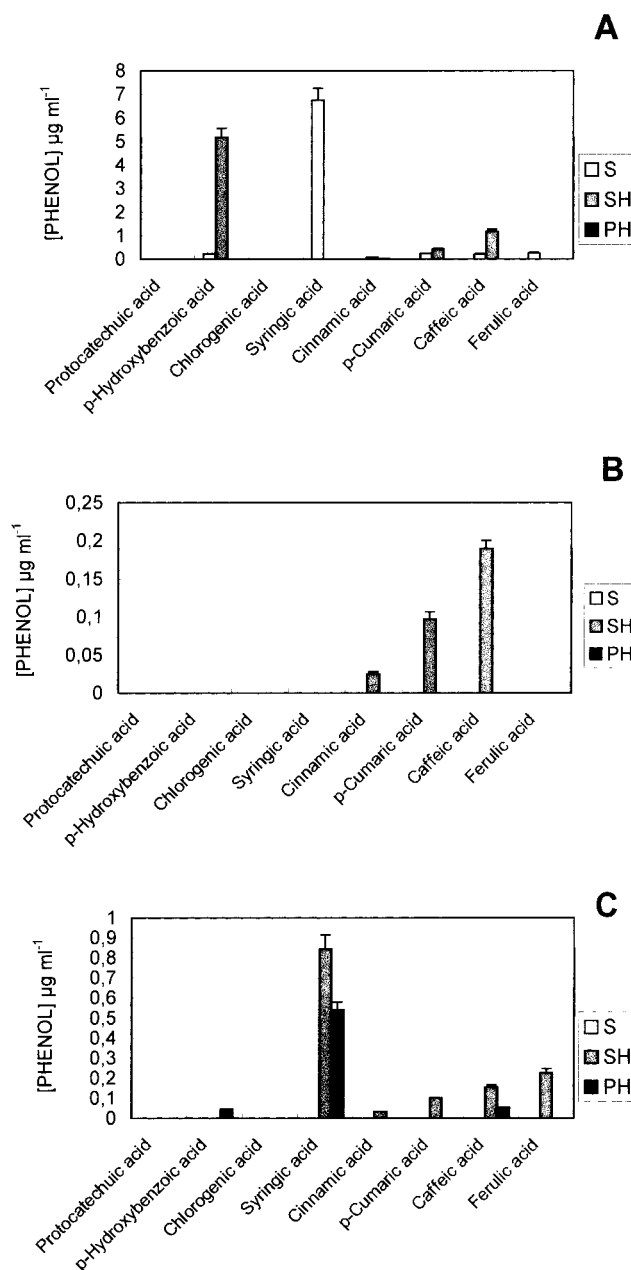 A
[PHENOL] µg ml-1
8
7
6
5
4
3
2
1
0
S
SH
PH
Protocatechuic acid
p-Hydroxybenzoic acid
Chlorogenic acid
Syringic acid
Cinnamic acid
p-Cumaric acid
Caffeic acid
Ferulic acid
B
[PHENOL] µg ml-1
0,25
0,2
0,15
0,1
0,05
0
S
SH
PH
Protocatechuic acid
p-Hydroxybenzoic acid
Chlorogenic acid
Syringic acid
Cinnamic acid
p-Cumaric acid
Caffeic acid
Ferulic acid
C
[PHENOL] µg ml-1
1
0,9
0,8
0,7
0,6
0,5
0,4
0,3
0,2
0,1
0
S
SH
PH
Protocatechuic acid
p-Hydroxybenzoic acid
Chlorogenic acid
Syringic acid
Cinnamic acid
p-Cumaric acid
Caffeic acid
Ferulic acid